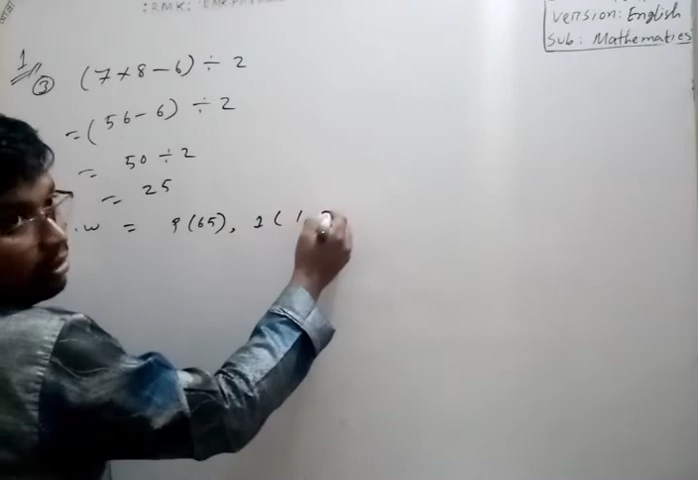 version: English
Sub: Mathematics
1
③ (7 × 8 - 6) ÷ 2
= (56 - 6) ÷ 2
= 50 ÷ 2
= 25
.w = 9(65), 1(